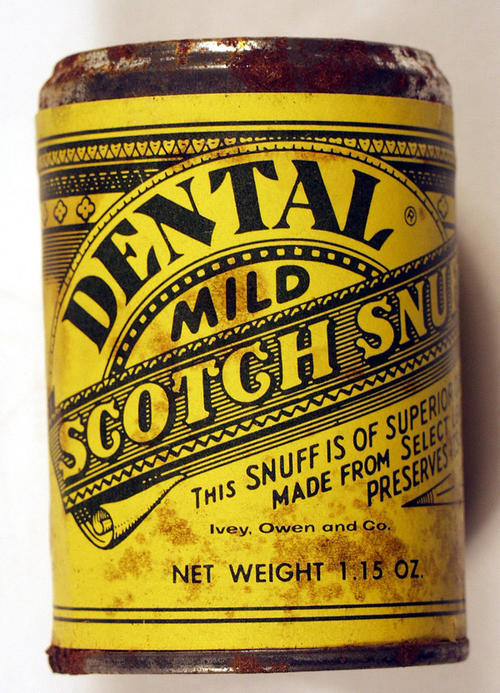 DENTAL ®
MILD
SCOTCH SNU
THIS SNUFF IS OF SUPERIOR
MADE FROM SELECT
PRESERVES
Ivey, Owen and Co.
NET WEIGHT 1.15 OZ.